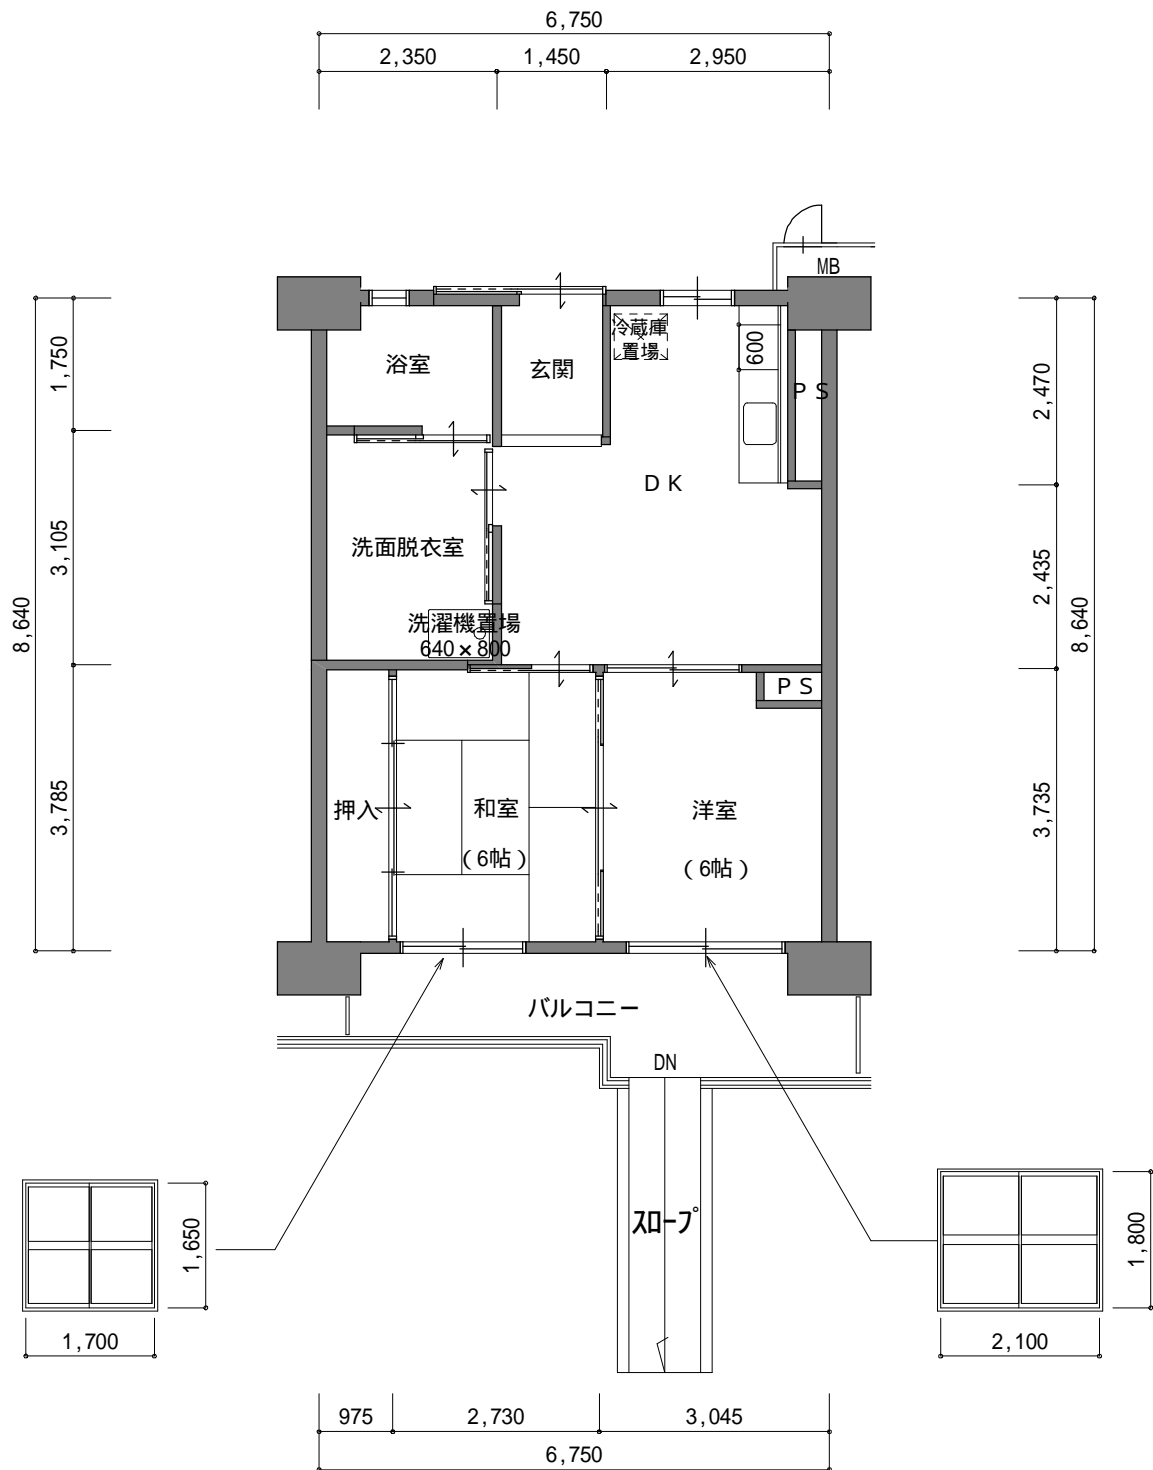 6,750
2,350
1,450
2,950
MB
冷蔵庫
置場
600
浴室
玄関
PS
1,750
2,470
DK
洗面脱衣室
3,105
2,435
8,640
8,640
洗濯機置場
640×800
PS
押入
和室
(6帖)
洋室
(6帖)
3,785
3,735
バルコニー
DN
スロープ
1,650
1,700
1,800
2,100
975
2,730
3,045
6,750